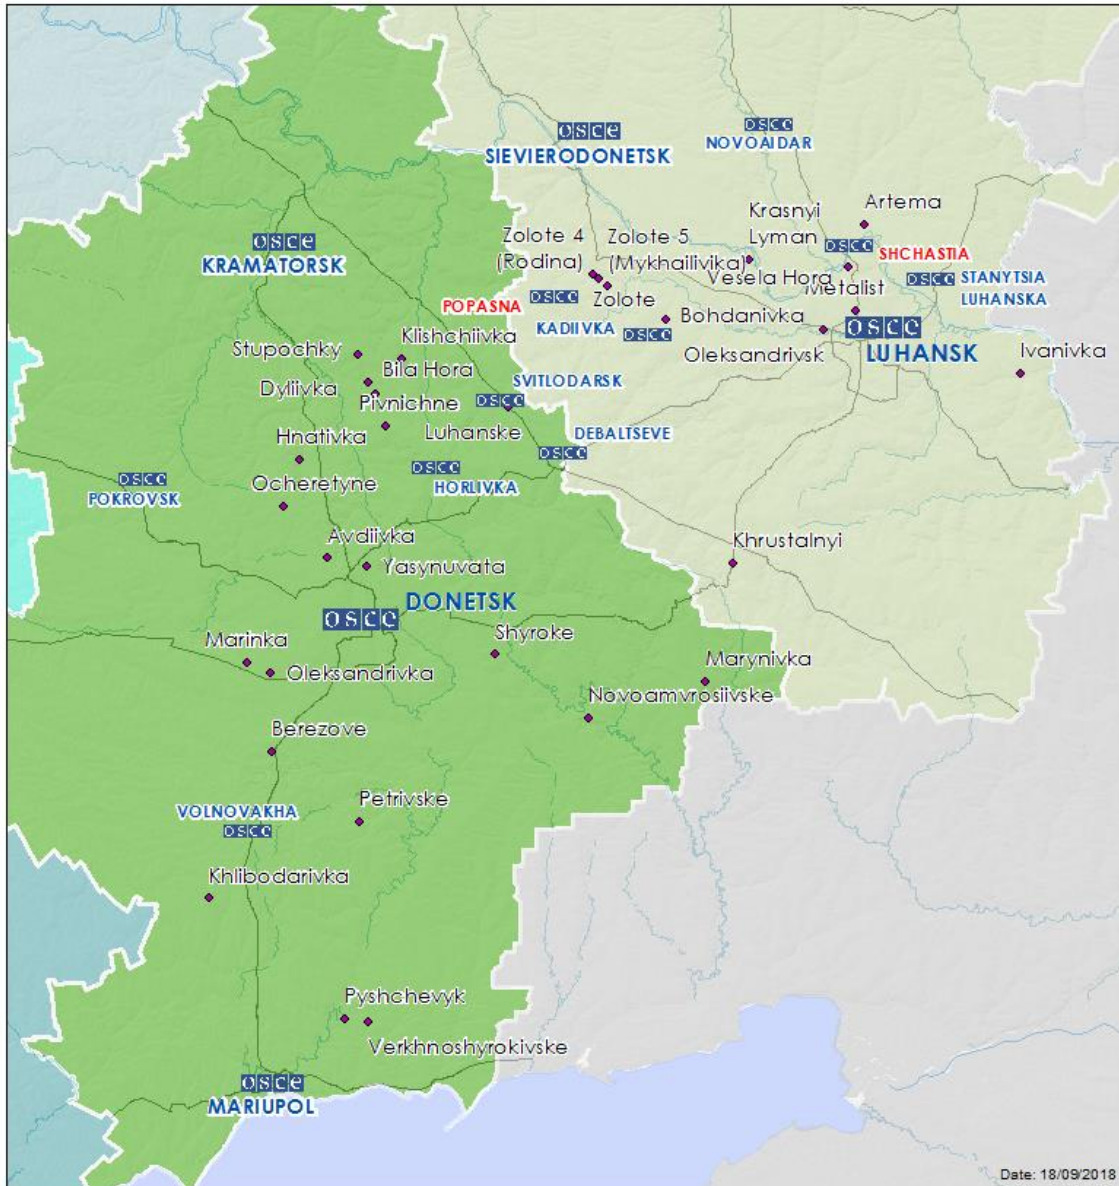 OSCE
SIEVIERODONETSK
OSCE
NOVOAIDAR
Artema
Krasnyi
Lyman
Zolote 4
(Rodina)
Zolote-5
(Mykhailivika)
OSCE
KRAMATORSK
OSCE
SHCHASTIA
Vesela Hora
OSCE
STANYTSIA
LUHANSKA
Metalist
Zolote
POPASNA
OSCE
KADIIVKA
OSCE
Bohdanivka
OSCE
LUHANSK
Oleksandrivsk
Ivanivka
Klishchiivka
Stupochky
Bila Hora
Dyliivka
Pivnichne
SVITLODARSK
OSCE
Luhanske
DEBALTSEVE
OSCE
Hnativka
OSCE
HORLIVKA
OSCE
POKROVSK
Ocheretyne
Avdiivka
Yasynuvata
Khrustalnyi
DONETSK
OSCE
Marinka
Oleksandrivka
Shyroke
Marynivka
Novoamvrosiivske
Berezove
VOLNOVAKHA
OSCE
Petrivske
Khlibodarivka
Pyshchevyk
Verkhnoshyrokivske
OSCE
MARIUPOL
Date: 18/09/2018